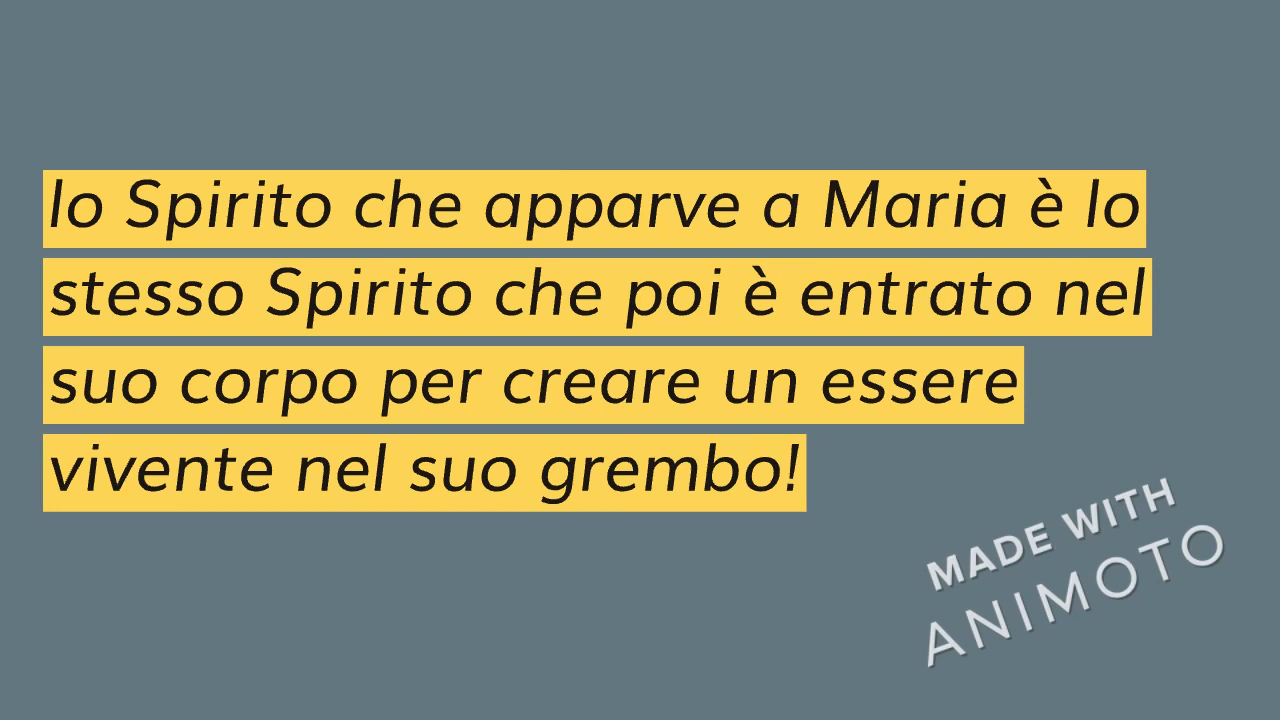 lo Spirito che apparve a Maria è lo
stesso Spirito che poi è entrato nel
suo corpo per creare un essere
vivente nel suo grembo!
MADE WITH
ANIMOTO